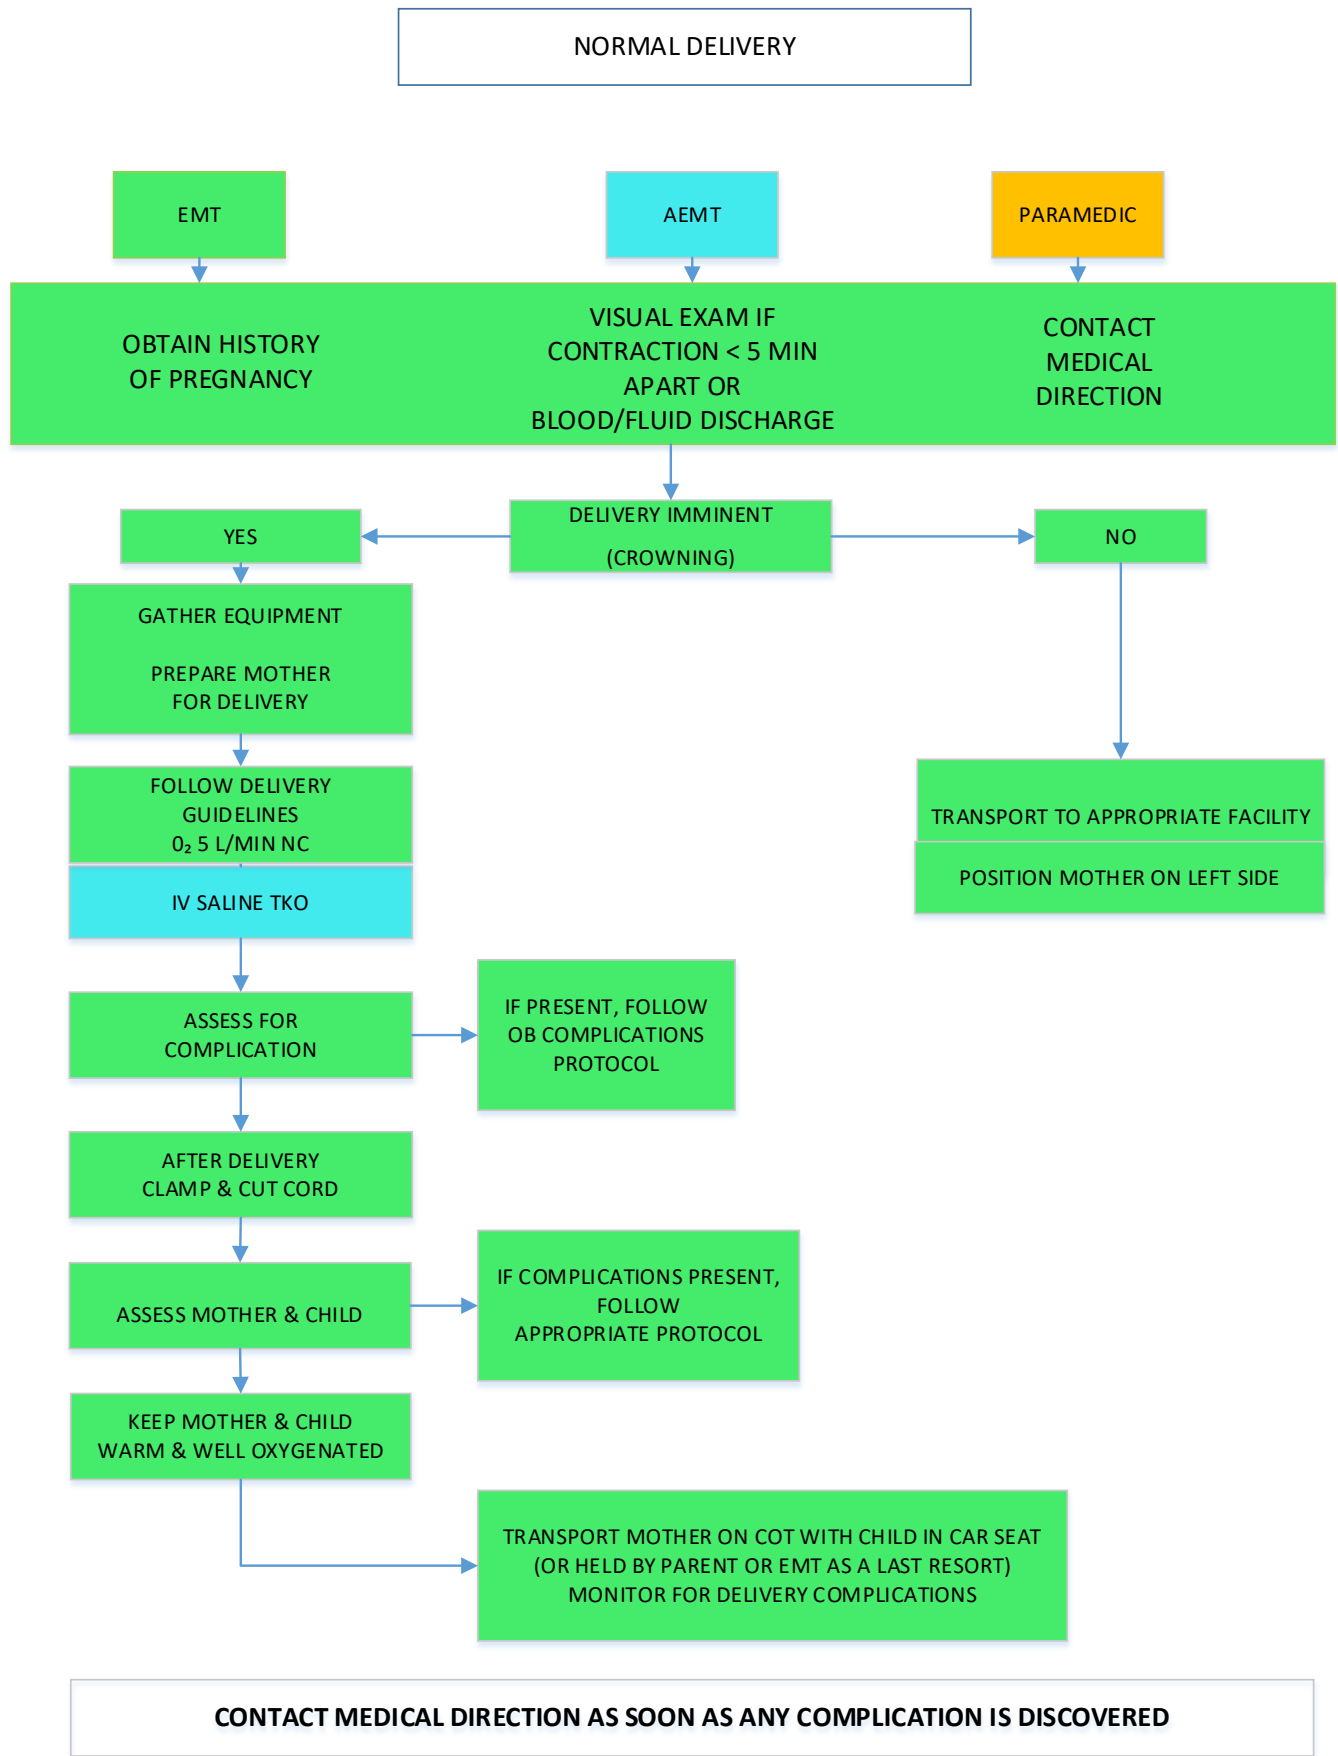 NORMAL DELIVERY
EMT
AEMT
PARAMEDIC
OBTAIN HISTORY
OF PREGNANCY
VISUAL EXAM IF
CONTRACTION < 5 MIN
APART OR
BLOOD/FLUID DISCHARGE
CONTACT
MEDICAL
DIRECTION
DELIVERY IMMINENT
(CROWNING)
YES
NO
GATHER EQUIPMENT
PREPARE MOTHER
FOR DELIVERY
FOLLOW DELIVERY
GUIDELINES
0₂ 5 L/MIN NC
IV SALINE TKO
TRANSPORT TO APPROPRIATE FACILITY
POSITION MOTHER ON LEFT SIDE
ASSESS FOR
COMPLICATION
IF PRESENT, FOLLOW
OB COMPLICATIONS
PROTOCOL
AFTER DELIVERY
CLAMP & CUT CORD
ASSESS MOTHER & CHILD
IF COMPLICATIONS PRESENT,
FOLLOW
APPROPRIATE PROTOCOL
KEEP MOTHER & CHILD
WARM & WELL OXYGENATED
TRANSPORT MOTHER ON COT WITH CHILD IN CAR SEAT
(OR HELD BY PARENT OR EMT AS A LAST RESORT)
MONITOR FOR DELIVERY COMPLICATIONS
CONTACT MEDICAL DIRECTION AS SOON AS ANY COMPLICATION IS DISCOVERED